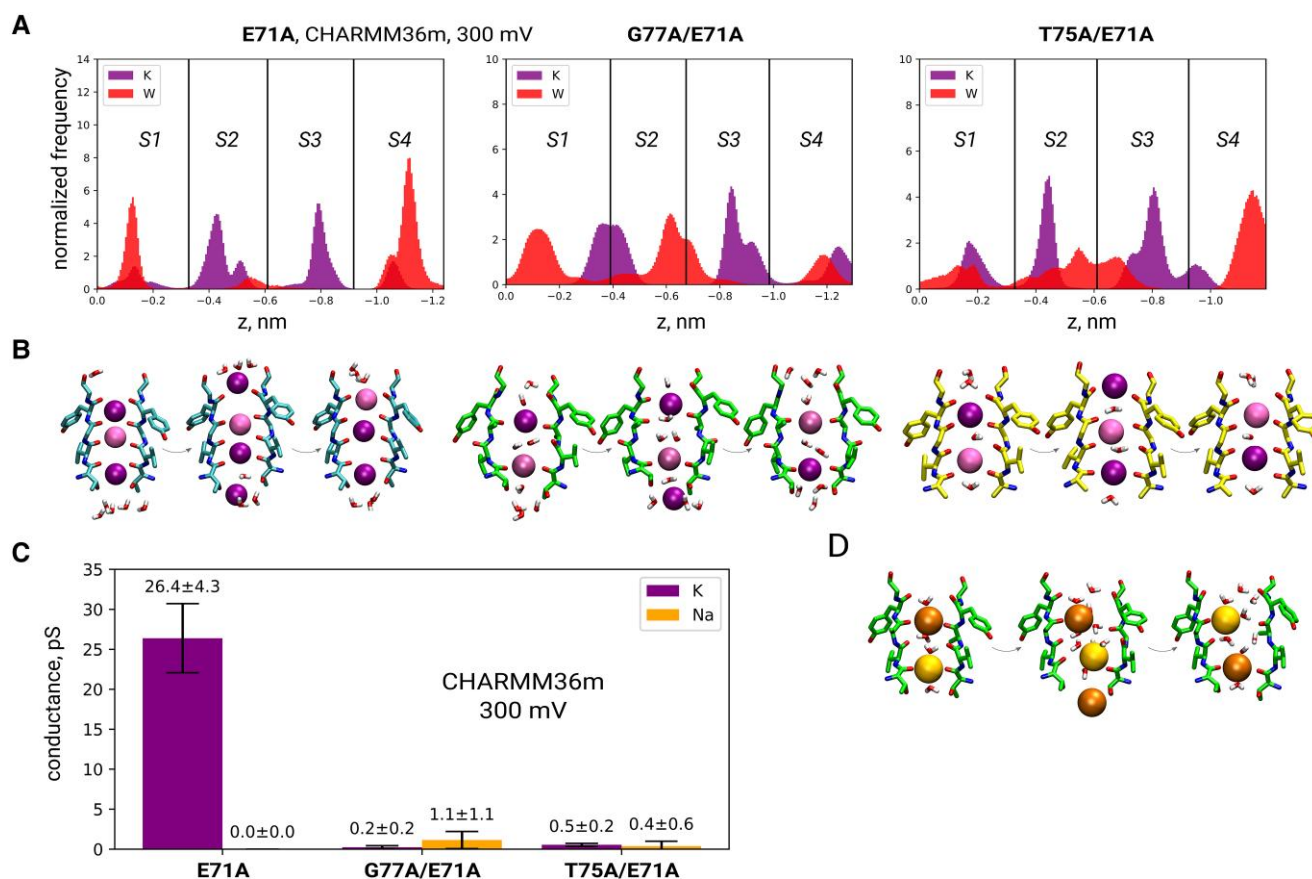 A
E71A, CHARMM36m, 300 mV
G77A/E71A
T75A/E71A
normalized frequency
14
12
10
8
6
4
2
0
K
W
S1
S2
S3
S4
0.0
−0.2
−0.4
−0.6
−0.8
−1.0
−1.2
z, nm
10
8
6
4
2
0
K
W
S1
S2
S3
S4
0.0
−0.2
−0.4
−0.6
−0.8
−1.0
−1.2
z, nm
10
8
6
4
2
0
K
W
S1
S2
S3
S4
0.0
−0.2
−0.4
−0.6
−0.8
−1.0
z, nm
B
C
conductance, pS
35
30
25
20
15
10
5
0
26.4±4.3
0.0±0.0
0.2±0.2
1.1±1.1
0.5±0.2
0.4±0.6
K
Na
CHARMM36m
300 mV
E71A
G77A/E71A
T75A/E71A
D